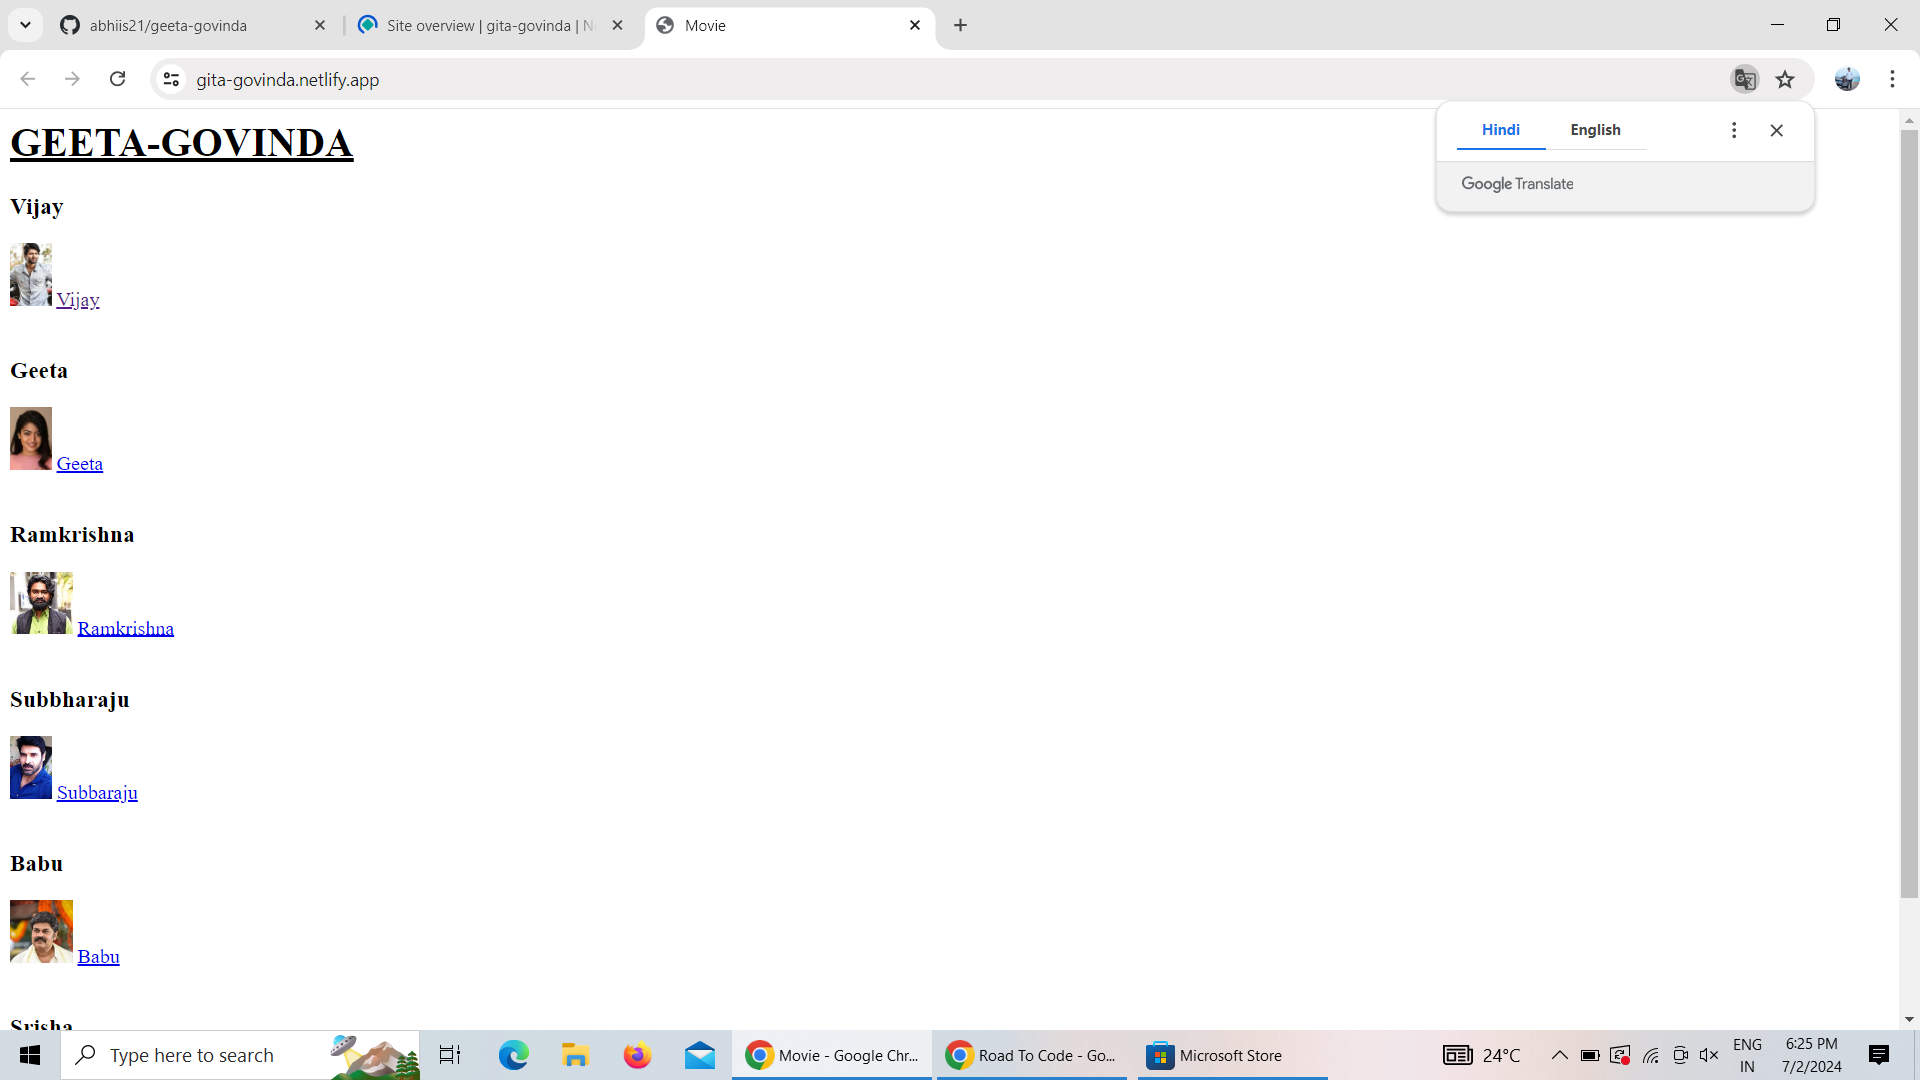 abhiis21/geeta-govinda
Site overview | gita-govinda | N
Movie
gita-govinda.netlify.app
Hindi
English
Google Translate
GEETA-GOVINDA
Vijay
Vijay
Geeta
Geeta
Ramkrishna
Ramkrishna
Subbharaju
Subbaraju
Babu
Babu
Srisha
Type here to search
Movie - Google Chr...
Road To Code - Go...
Microsoft Store
24°C
ENG
IN
6:25 PM
7/2/2024